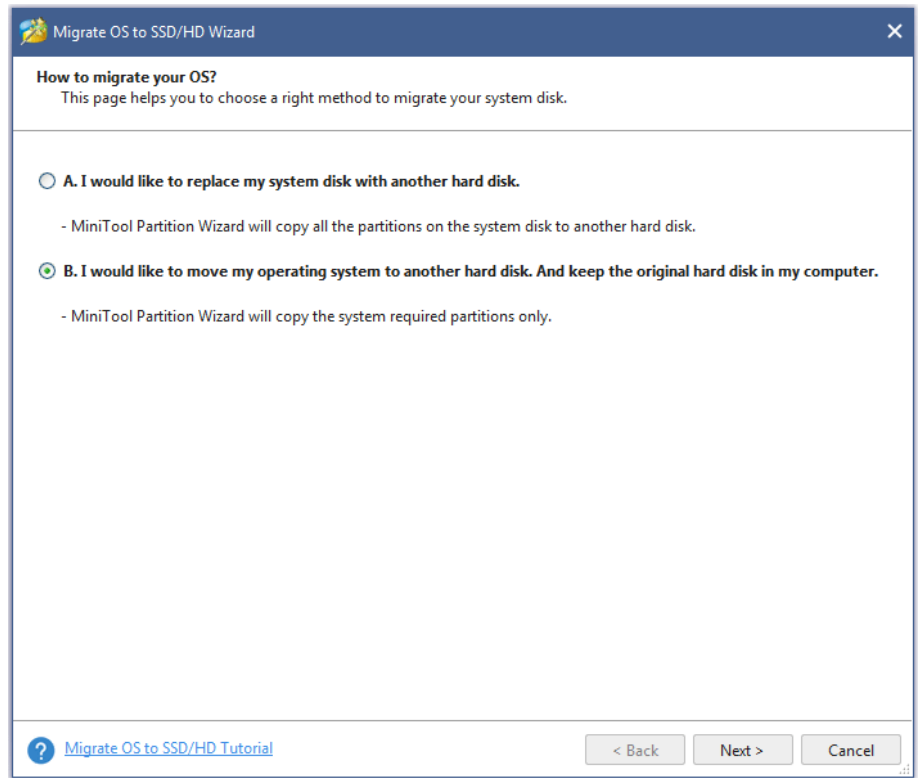 Migrate OS to SSD/HD Wizard
How to migrate your OS?
This page helps you to choose a right method to migrate your system disk.
A. I would like to replace my system disk with another hard disk.
- MiniTool Partition Wizard will copy all the partitions on the system disk to another hard disk.
B. I would like to move my operating system to another hard disk. And keep the original hard disk in my computer.
- MiniTool Partition Wizard will copy the system required partitions only.
? Migrate OS to SSD/HD Tutorial
< Back Next > Cancel